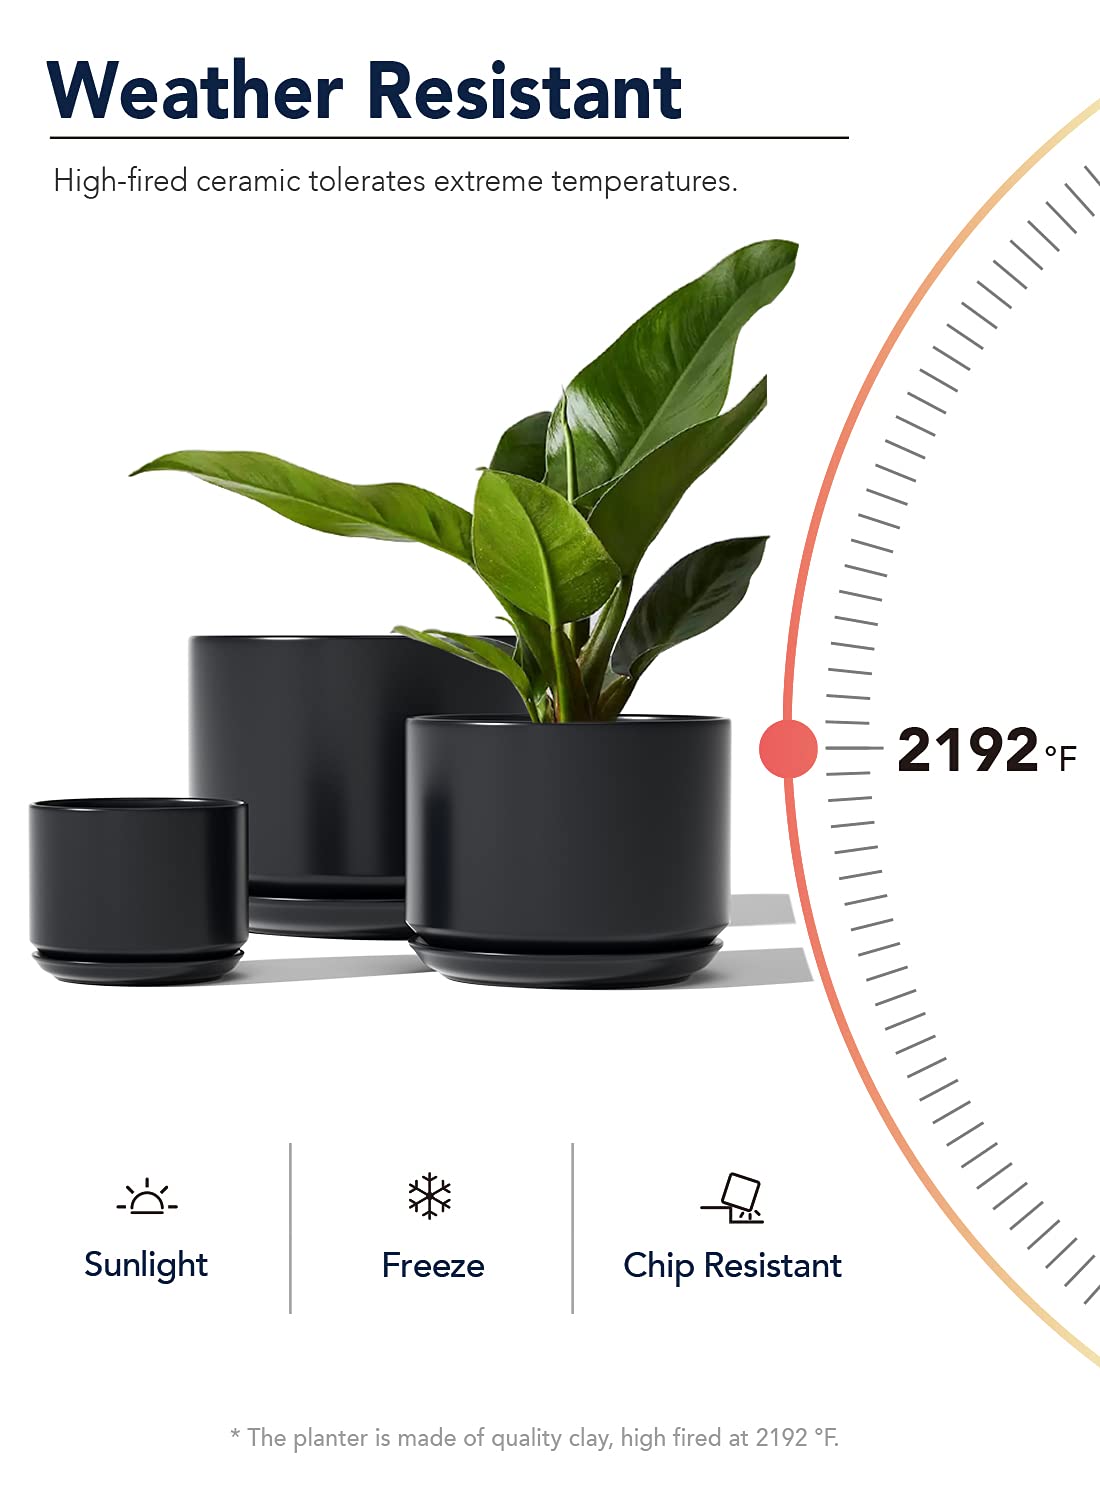 Weather Resistant
High-fired ceramic tolerates extreme temperatures.
2192 °F
Sunlight
Freeze
Chip Resistant
* The planter is made of quality clay, high fired at 2192 °F.